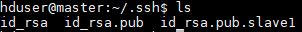 hduser@master:~/.ssh$ ls
id_rsa  id_rsa.pub  id_rsa.pub.slave1